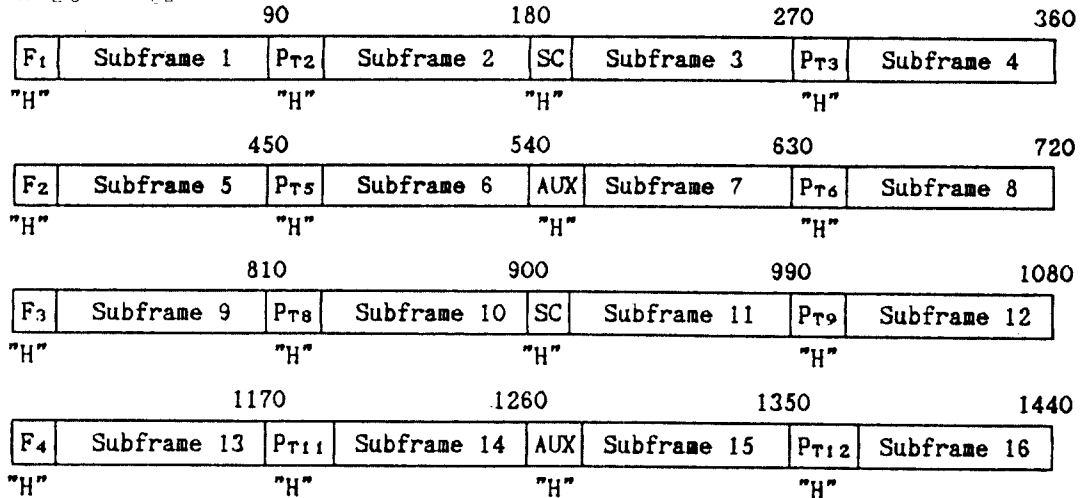 90 180 270 360
F1 Subframe 1 PT2 Subframe 2 SC Subframe 3 PT3 Subframe 4
"H" "H" "H" "H"
450 540 630 720
F2 Subframe 5 PT5 Subframe 6 AUX Subframe 7 PT6 Subframe 8
"H" "H" "H" "H"
810 900 990 1080
F3 Subframe 9 PT8 Subframe 10 SC Subframe 11 PT9 Subframe 12
"H" "H" "H" "H"
1170 1260 1350 1440
F4 Subframe 13 PT11 Subframe 14 AUX Subframe 15 PT12 Subframe 16
"H" "H" "H" "H"